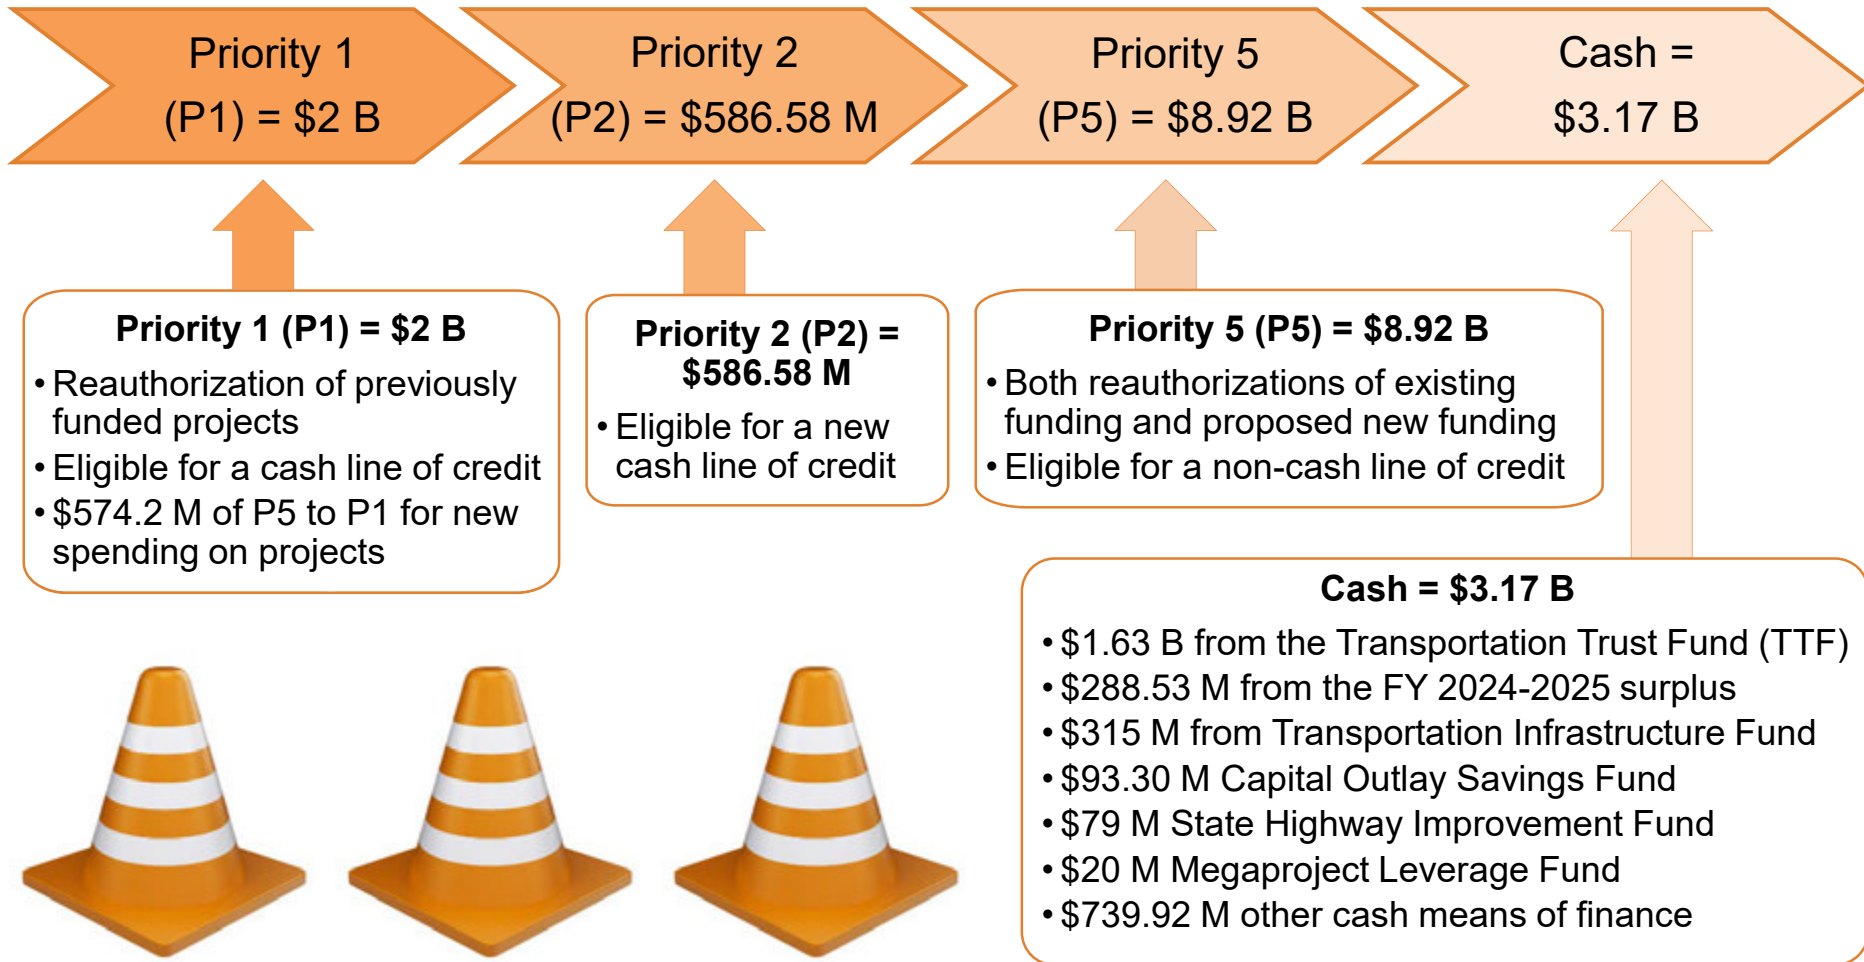 Priority 1
(P1) = $2 B
Priority 2
(P2) = $586.58 M
Priority 5
(P5) = $8.92 B
Cash =
$3.17 B
Priority 1 (P1) = $2 B
• Reauthorization of previously
funded projects
• Eligible for a cash line of credit
• $574.2 M of P5 to P1 for new
spending on projects
Priority 2 (P2) =
$586.58 M
• Eligible for a new
cash line of credit
Priority 5 (P5) = $8.92 B
• Both reauthorizations of existing
funding and proposed new funding
• Eligible for a non-cash line of credit
Cash = $3.17 B
• $1.63 B from the Transportation Trust Fund (TTF)
• $288.53 M from the FY 2024-2025 surplus
• $315 M from Transportation Infrastructure Fund
• $93.30 M Capital Outlay Savings Fund
• $79 M State Highway Improvement Fund
• $20 M Megaproject Leverage Fund
• $739.92 M other cash means of finance